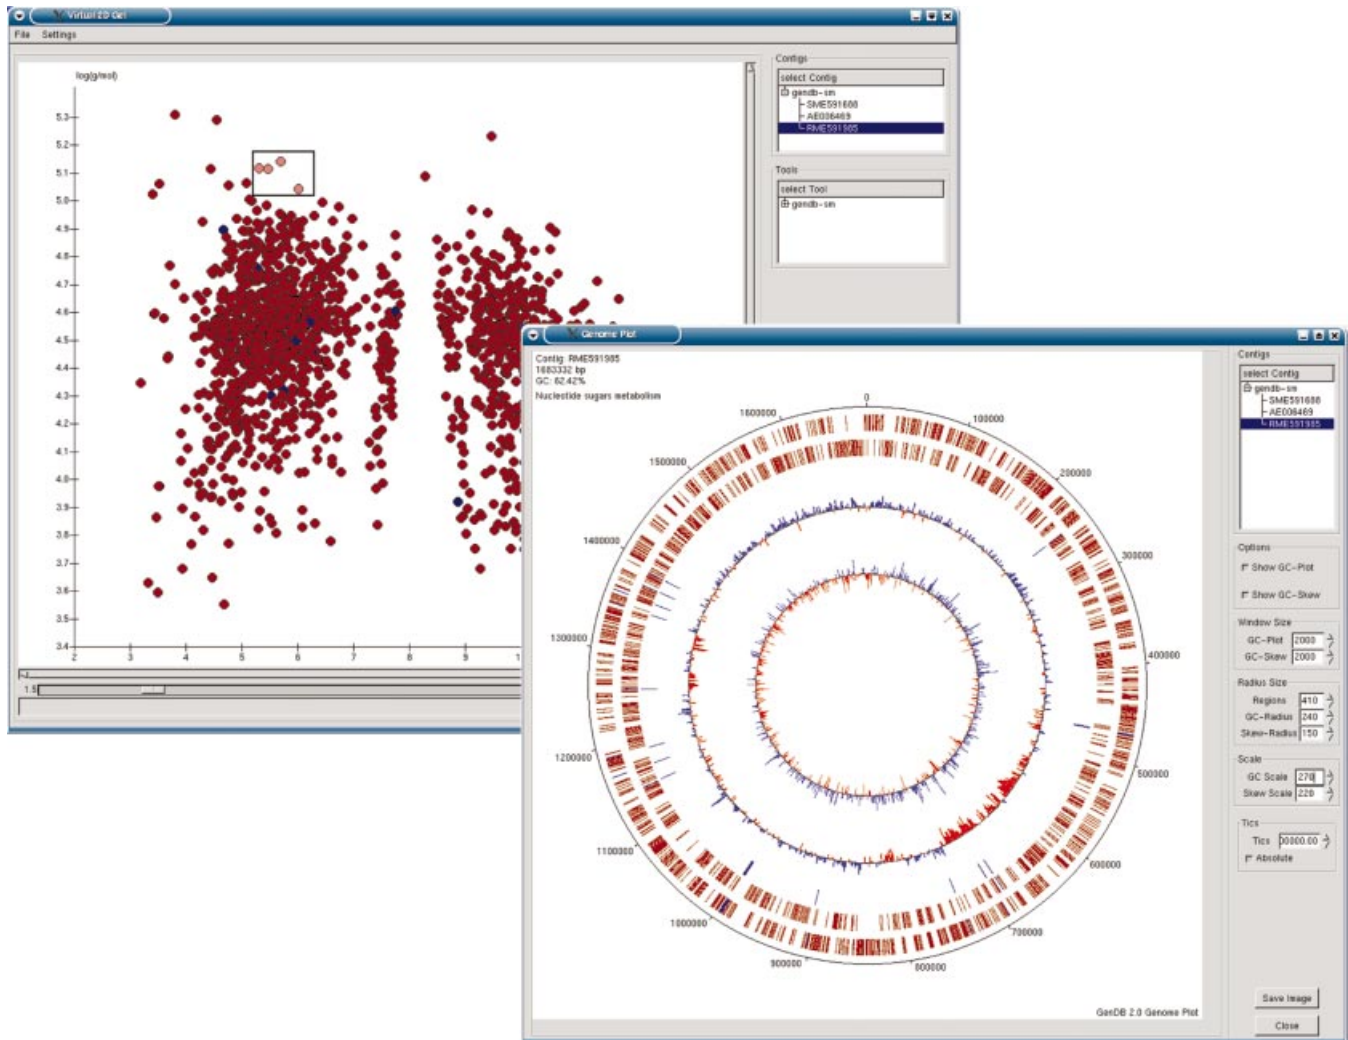 Virtual 2D Gel
File Settings
log(g/mol)
5.3
5.2
5.1
5.0
4.9
4.8
4.7
4.6
4.5
4.4
4.3
4.2
4.1
4.0
3.9
3.8
3.7
3.6
3.5
3.4
2 3 4 5 6 7 8 9
1.5
Contigs
select Contig
gendb-sm
SME591688
AE006469
RME591985
Tools
select Tool
gendb-sm
Genome Plot
Contig: RME591985
1683332 bp
GC: 62.42%
Nucleotide sugars metabolism
0
100000
200000
300000
400000
500000
600000
700000
800000
900000
1000000
1100000
1200000
1300000
1400000
1500000
1600000
GenDB 2.0 Genome Plot
Contigs
select Contig
gendb-sm
SME591688
AE006469
RME591985
Options
Show GC-Plot
Show GC-Skew
Window Size
GC-Plot 2000
GC-Skew 2000
Radius Size
Regions 410
GC-Radius 240
Skew-Radius 150
Scale
GC Scale 270
Skew Scale 220
Tics
Tics 00000.00
Absolute
Save Image
Close